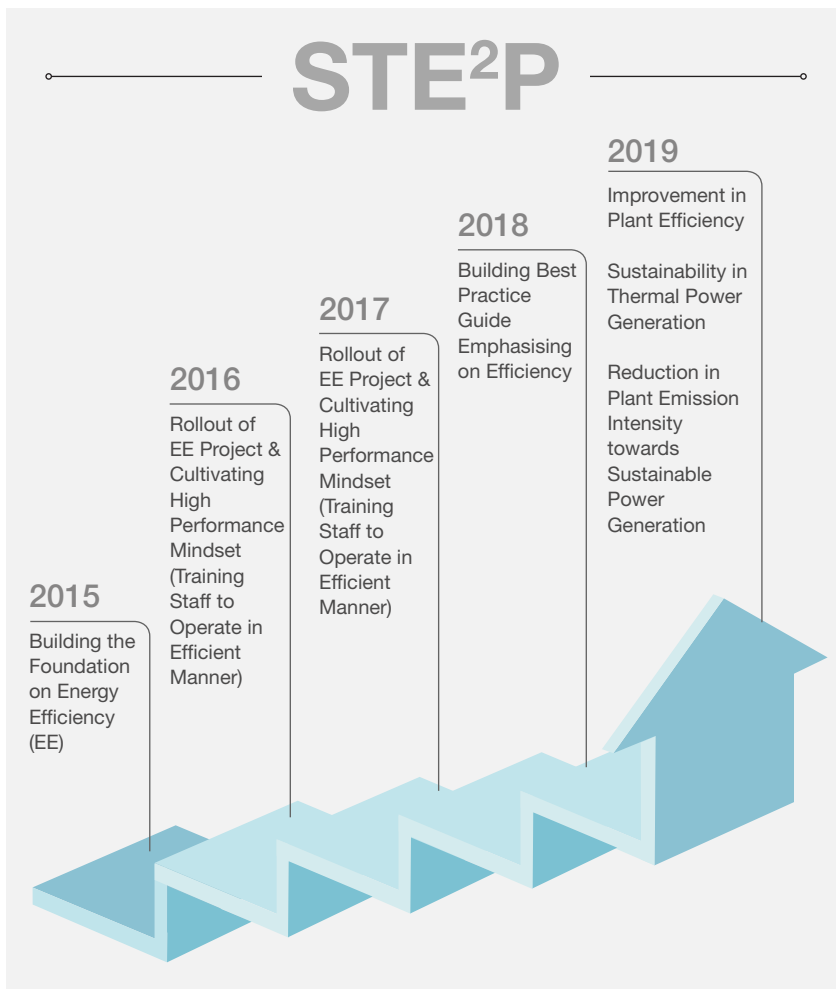 STE²P
2015
Building the
Foundation
on Energy
Efficiency
(EE)
2016
Rollout of
EE Project &
Cultivating
High
Performance
Mindset
(Training
Staff to
Operate in
Efficient
Manner)
2017
Rollout of
EE Project &
Cultivating
High
Performance
Mindset
(Training
Staff to
Operate in
Efficient
Manner)
2018
Building Best
Practice
Guide
Emphasising
on Efficiency
2019
Improvement in
Plant Efficiency
Sustainability in
Thermal Power
Generation
Reduction in
Plant Emission
Intensity
towards
Sustainable
Power
Generation